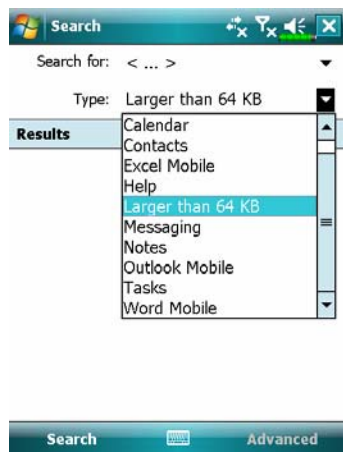 Search
Search for: < ... >
Type: Larger than 64 KB
Results
Calendar
Contacts
Excel Mobile
Help
Larger than 64 KB
Messaging
Notes
Outlook Mobile
Tasks
Word Mobile
Search Advanced